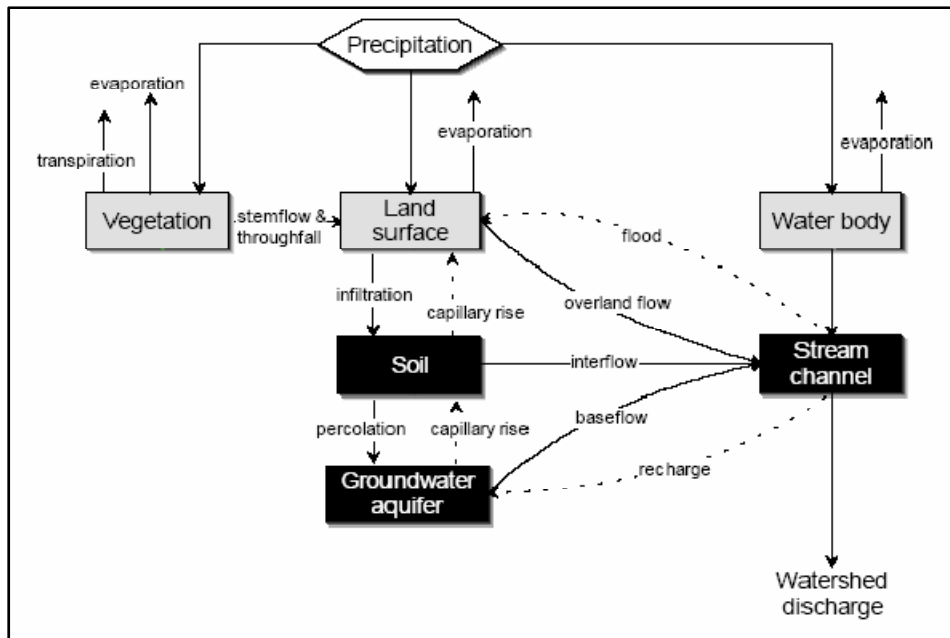 Precipitation
evaporation
transpiration
evaporation
evaporation
Vegetation
.stemflow &
throughfall
Land
surface
Water body
flood
infiltration
capillary rise
overland flow
Soil
interflow
Stream
channel
percolation
capillary rise
baseflow
recharge
Groundwater
aquifer
Watershed
discharge